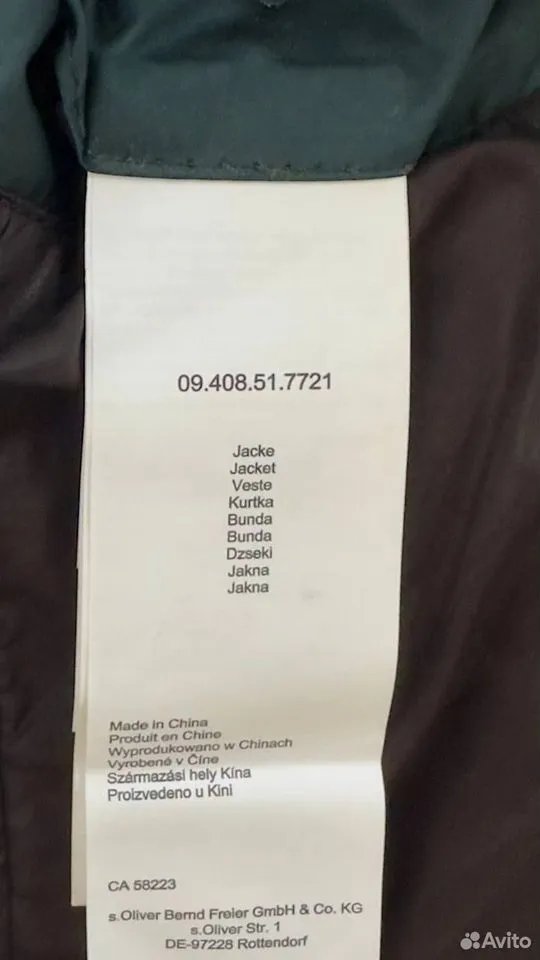 09.408.51.7721
Jacke
Jacket
Veste
Kurtka
Bunda
Bunda
Dzseki
Jakna
Jakna
Made in China
Produit en Chine
Wyprodukowano w Chinach
Vyrobené v Číne
Származási hely Kína
Proizvedeno u Kini
CA 58223
s.Oliver Bernd Freier GmbH & Co. KG
s.Oliver Str. 1
DE-97228 Rottendorf
Avito